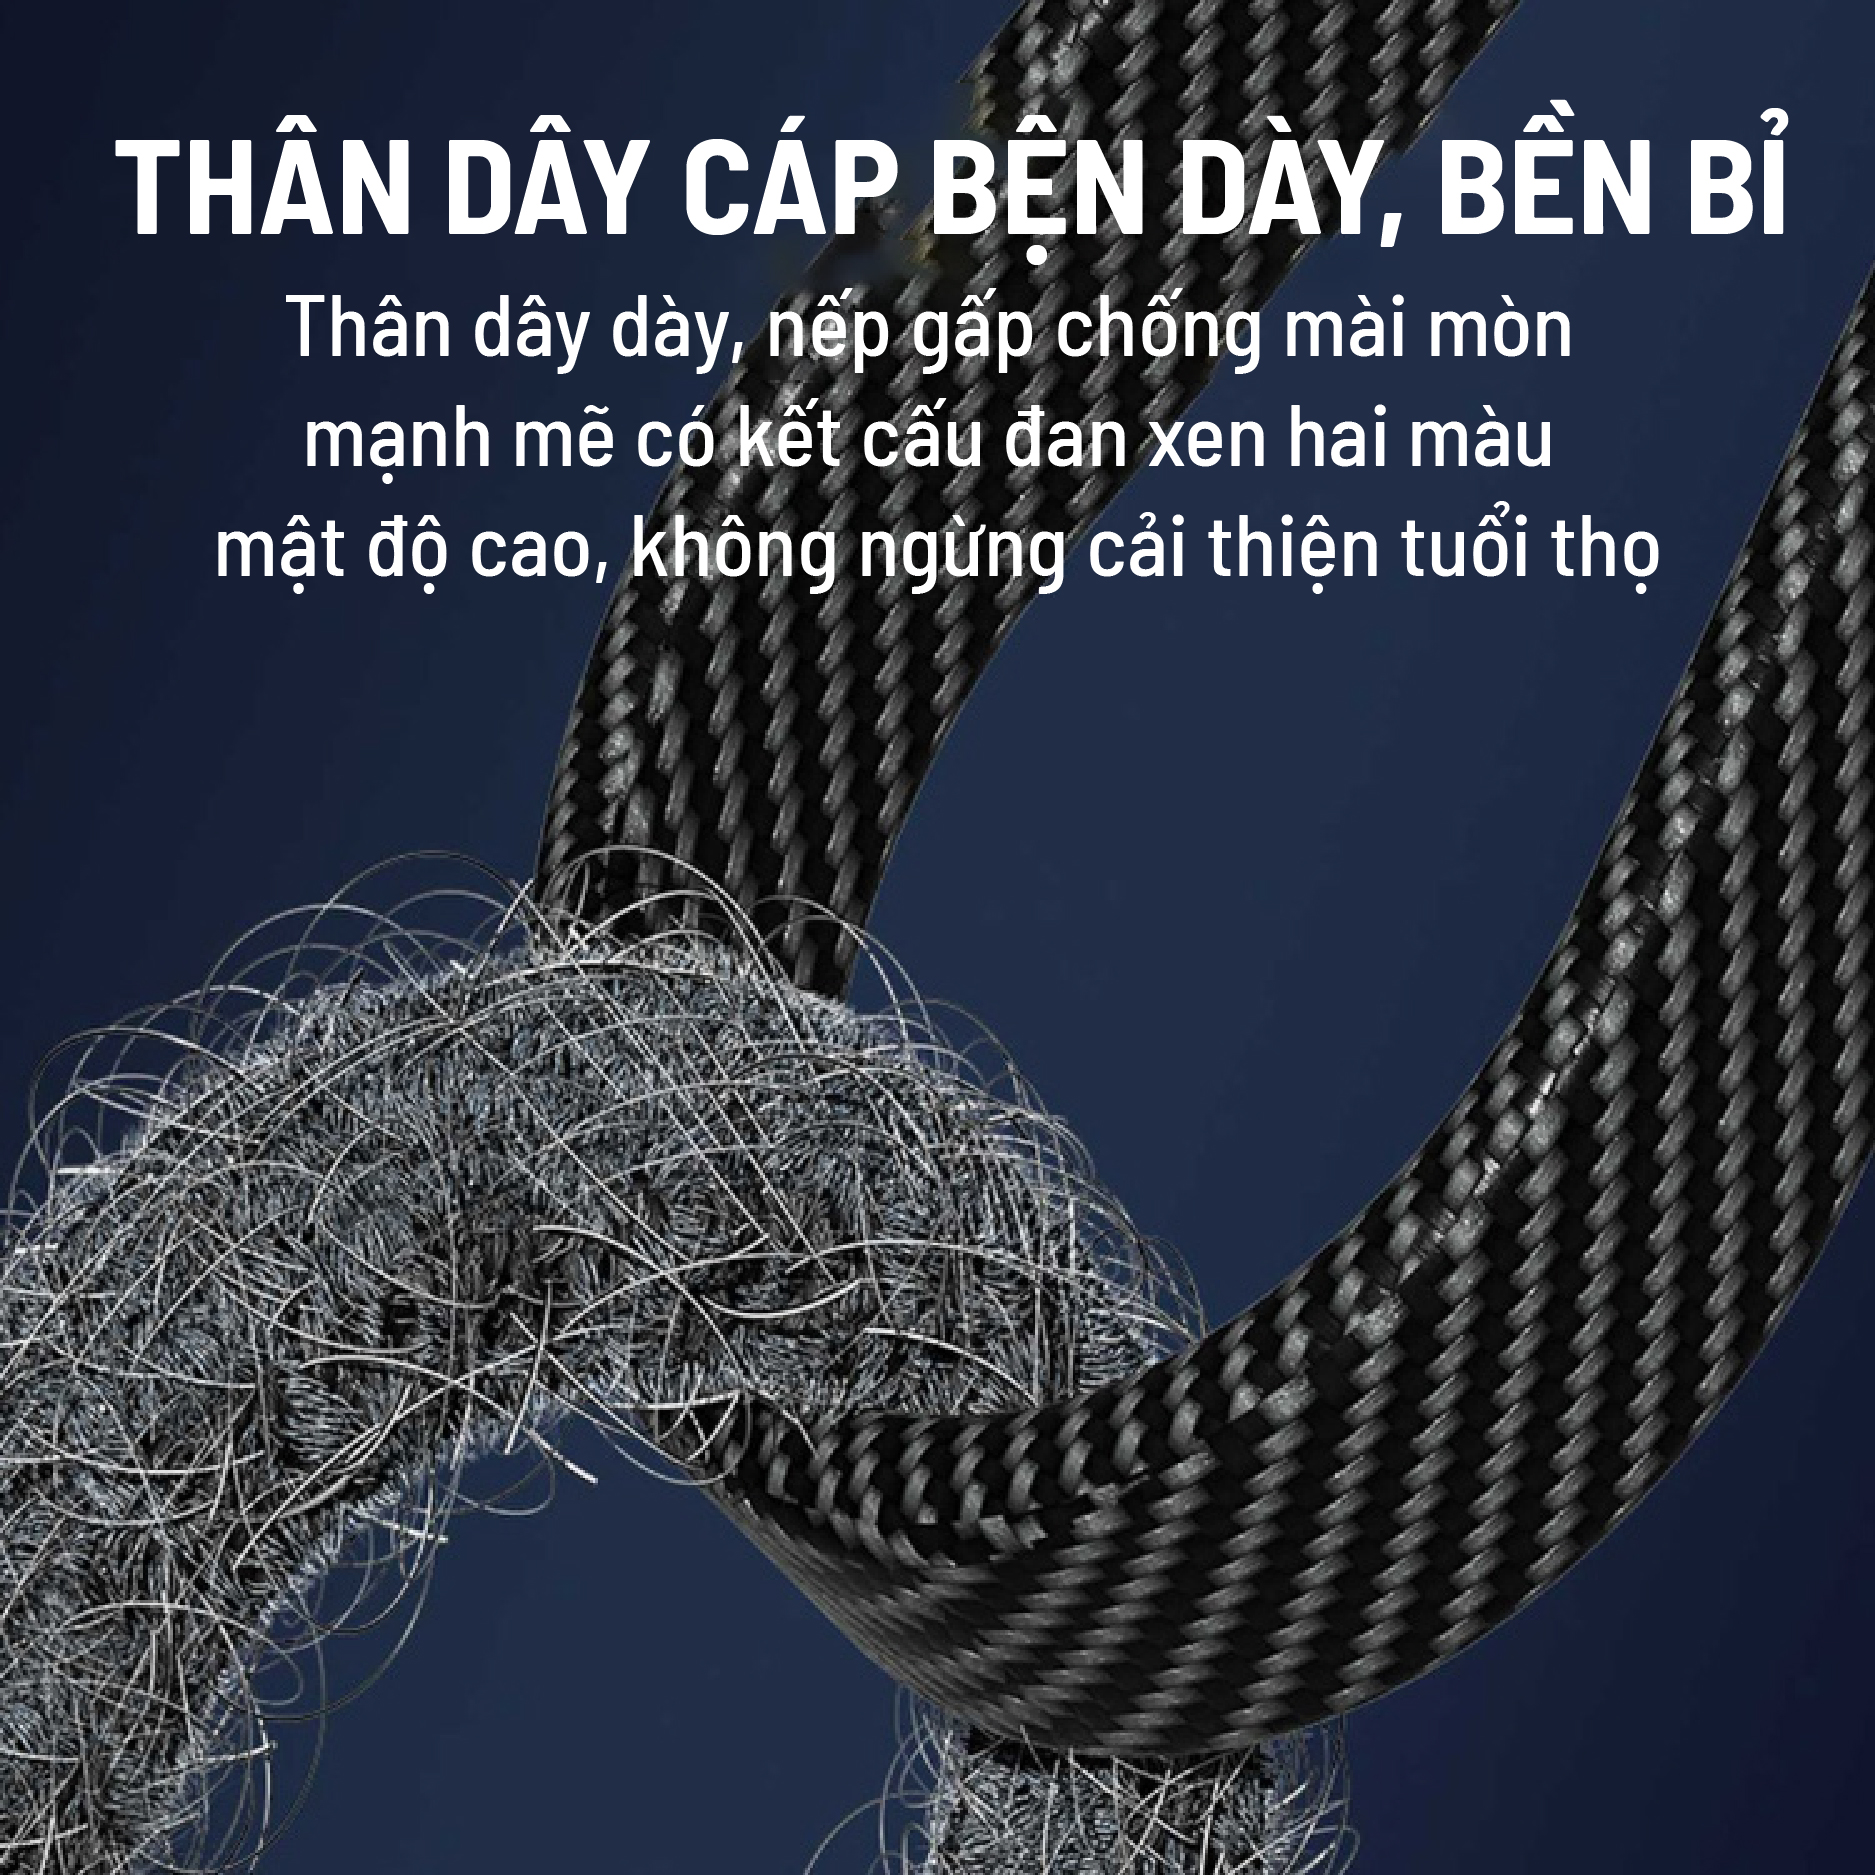 THÂN DÂY CÁP BỆN DÀY, BỀN BỈ
Thân dây dày, nếp gấp chống mài mòn
mạnh mẽ có kết cấu đan xen hai màu
mật độ cao, không ngừng cải thiện tuổi thọ